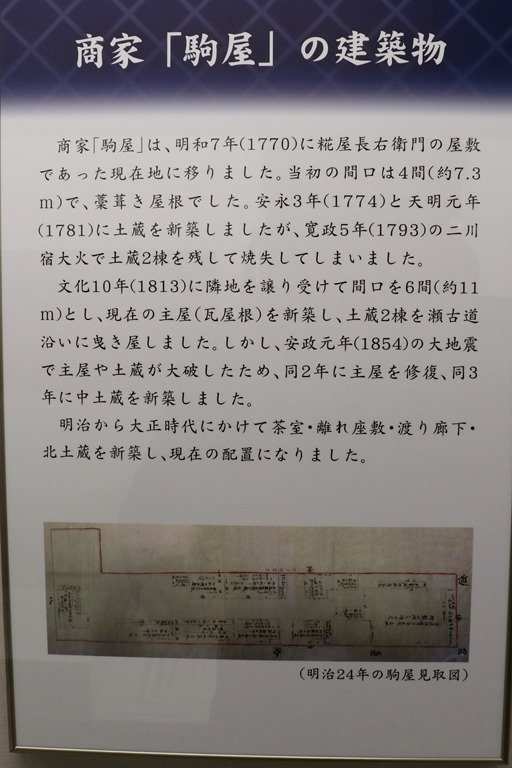 商家「駒屋」の建築物
商家「駒屋」は、明和7年(1770)に糀屋長右衛門の屋敷
であった現在地に移りました。当初の間口は4間(約7.3
m)で、藁葺き屋根でした。安永3年(1774)と天明元年
(1781)に土蔵を新築しましたが、寛政5年(1793)の二川
宿大火で土蔵2棟を残して焼失してしまいました。
文化10年(1813)に隣地を譲り受けて間口を6間(約11
m)とし、現在の主屋(瓦屋根)を新築し、土蔵2棟を瀬古道
沿いに曳き屋しました。しかし、安政元年(1854)の大地震
で主屋や土蔵が大破したため、同2年に主屋を修復、同3
年に中土蔵を新築しました。
明治から大正時代にかけて茶室・離れ座敷・渡り廊下・
北土蔵を新築し、現在の配置になりました。
(明治24年の駒屋見取図)